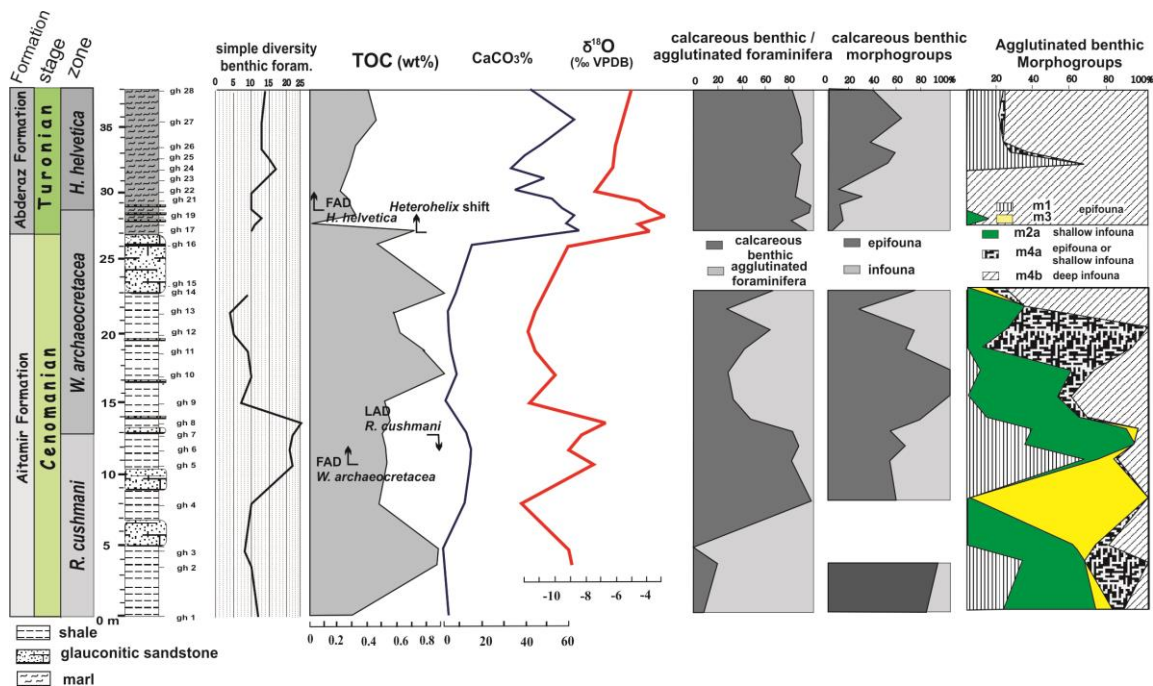 Formation
stage
zone
simple diversity
benthic foram.
0 5 10 15 20 25
TOC (wt%)
CaCO3%
δ18O
(‰ VPDB)
calcareous benthic /
agglutinated foraminifera
20 40 60 80
calcareous benthic
morphogroups
0 20 40 60 80 100%
Agglutinated benthic
Morphogroups
20 40 60 80 100%
Abderaz Formation
Turonian
H. helvetica
Aitamir Formation
Cenomanian
W. archaeocretacea
R. cushmani
35
30
25
20
15
10
5
0 m
gh 28
gh 27
gh 26
gh 25
gh 24
gh 23
gh 22
gh 21
gh 19
gh 17
gh 16
gh 15
gh 14
gh 13
gh 12
gh 11
gh 10
gh 9
gh 8
gh 7
gh 6
gh 5
gh 4
gh 3
gh 2
gh 1
FAD
H. helvetica
Heterohelix shift
LAD
R. cushmani
FAD
W. archaeocretacea
calcareous
benthic
agglutinated
foraminifera
epifouna
infouna
m1
m3
epifouna
m2a shallow infouna
m4a epifouna or
shallow infouna
m4b deep infouna
-10 -8 -6 -4
0 0.2 0.4 0.6 0.8
0 20 40 60
shale
glauconitic sandstone
marl